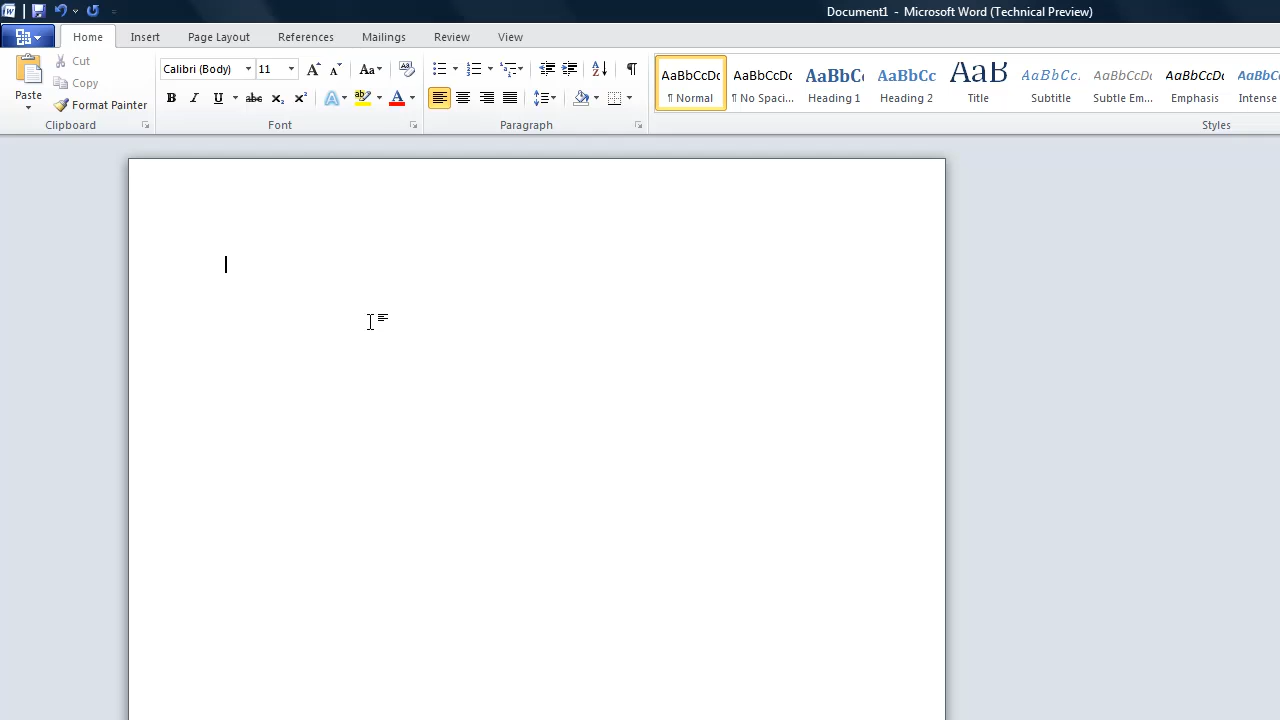 Document1 - Microsoft Word (Technical Preview)
Home Insert Page Layout References Mailings Review View
Paste
Cut
Copy
Format Painter
Clipboard
Calibri (Body) 11
Font
Paragraph
AaBbCcDc AaBbCcDc AaBbCc AaBbCc AaB AaBbCc. AaBbCcDc AaBbCcDc AaBbCc
¶ Normal ¶ No Spaci... Heading 1 Heading 2 Title Subtitle Subtle Em... Emphasis Intense
Styles